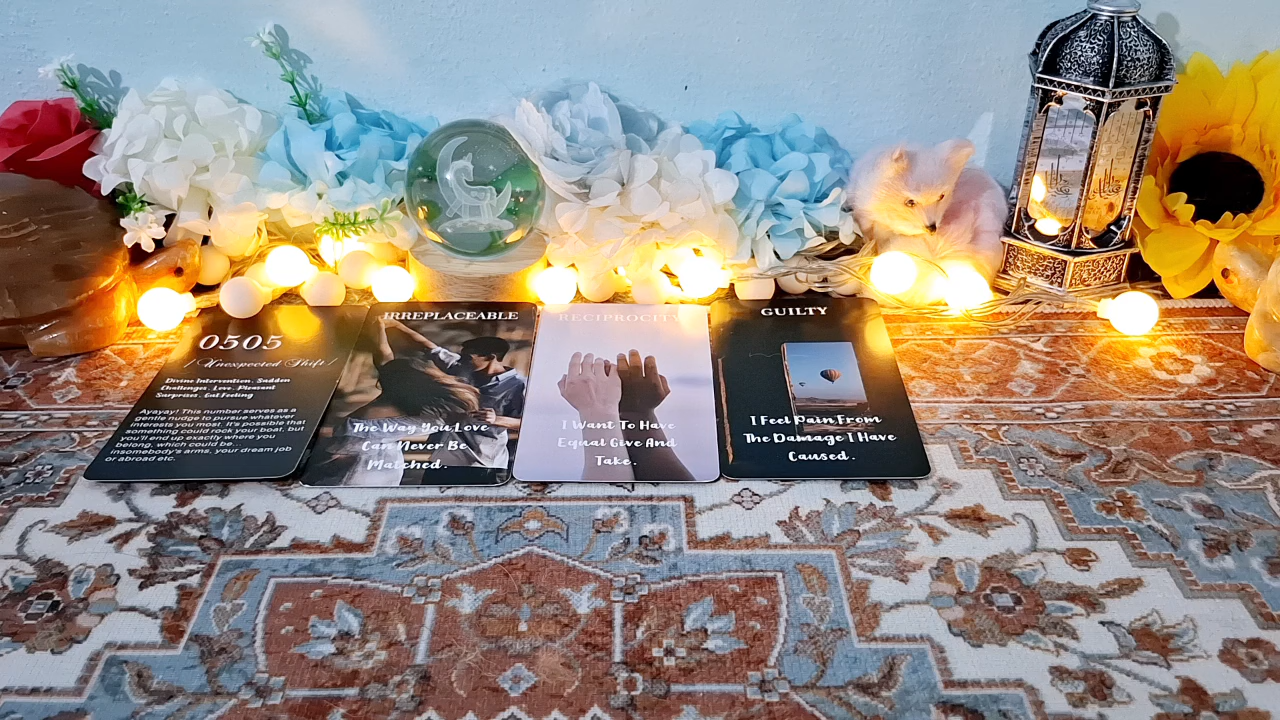 0505
/ Unexpected Shift/
Divine Intervention, Sudden
Challenges, Love, Pleasant
Surprises, Gut Feeling
Ayayay! This number serves as a
gentle nudge to pursue whatever
interests you most. It's possible that
something could rock your boat, but
you'll end up exactly where you
belong, which could be..
insomebody's arms, your dream job
or abroad etc.
IRREPLACEABLE
The Way You Love
Can Never Be
Matched.
RECIPROCITY
I Want To Have
Equal Give And
Take.
GUILTY
I Feel Pain From
The Damage I Have
Caused.